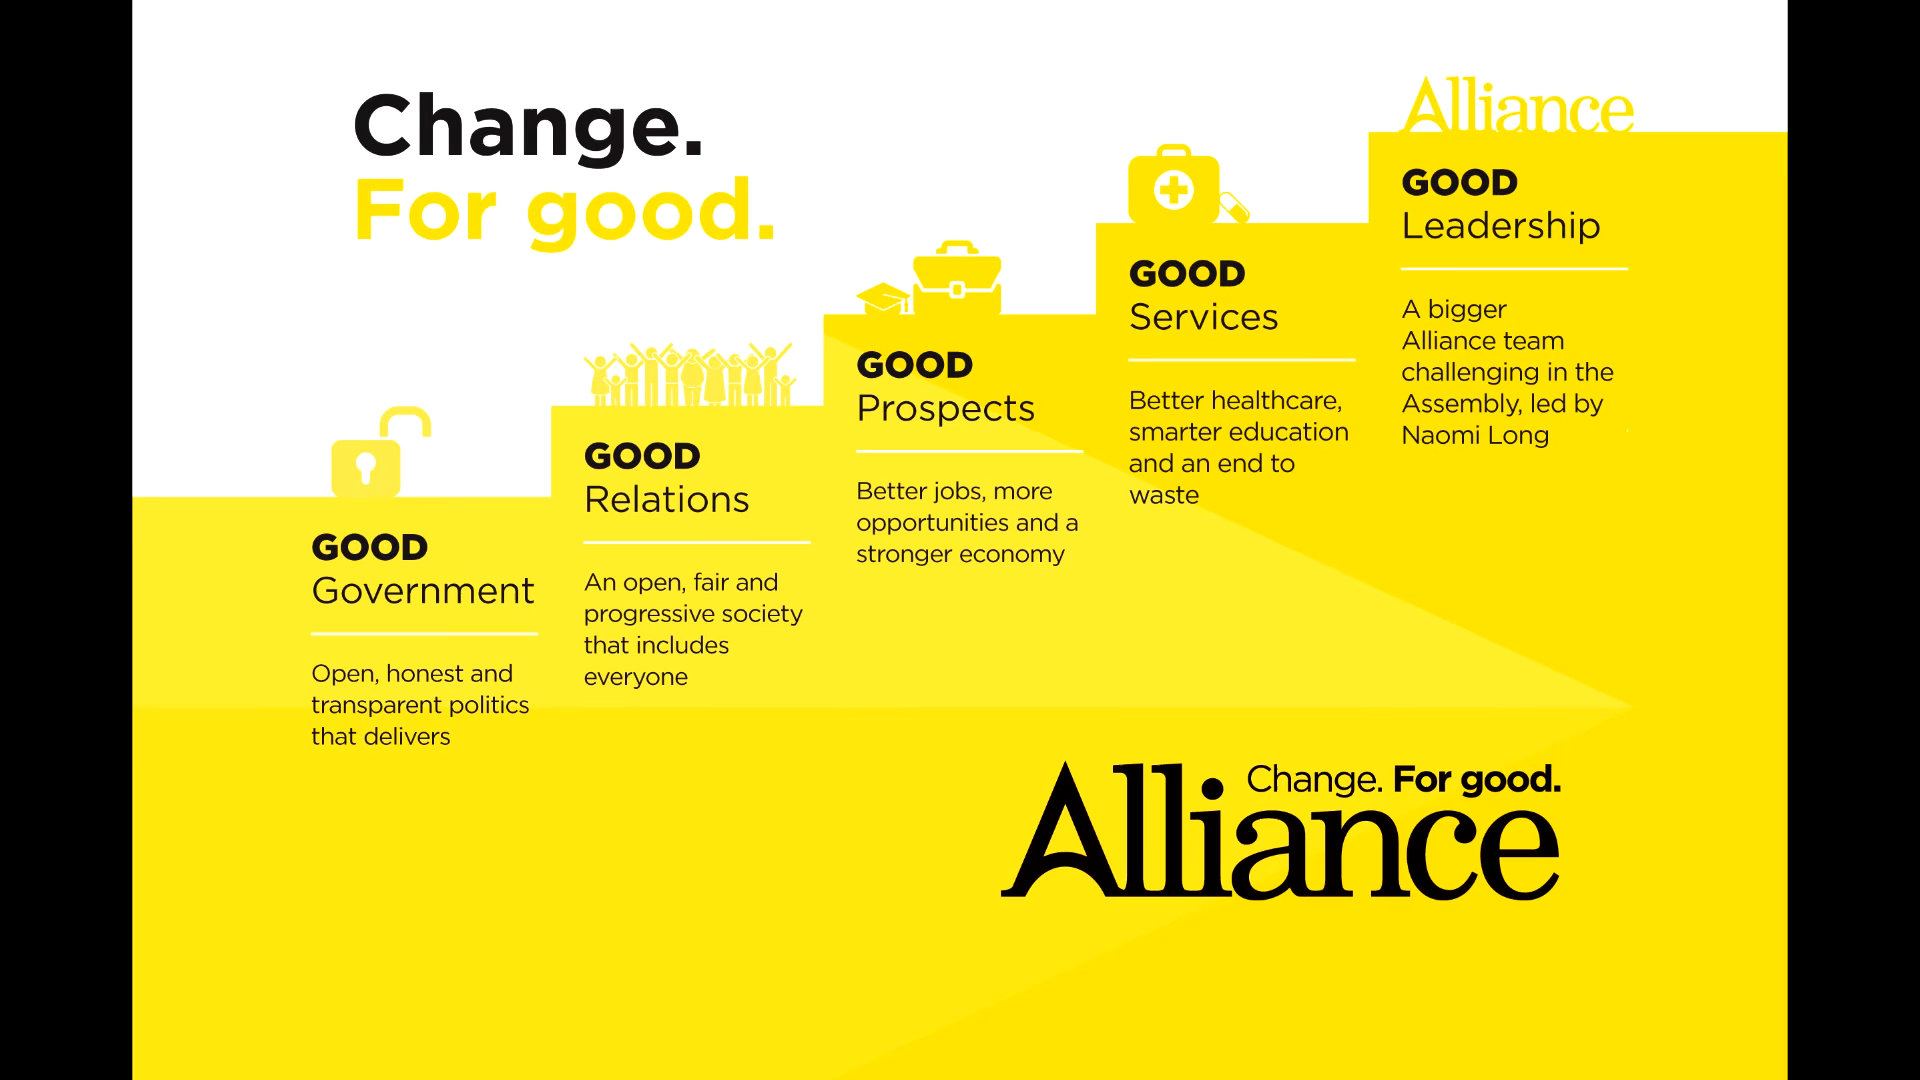 Change.
For good.
GOOD
Government
Open, honest and
transparent politics
that delivers
GOOD
Relations
An open, fair and
progressive society
that includes
everyone
GOOD
Prospects
Better jobs, more
opportunities and a
stronger economy
GOOD
Services
Better healthcare,
smarter education
and an end to
waste
Alliance
GOOD
Leadership
A bigger
Alliance team
challenging in the
Assembly, led by
Naomi Long
Change. For good.
Alliance